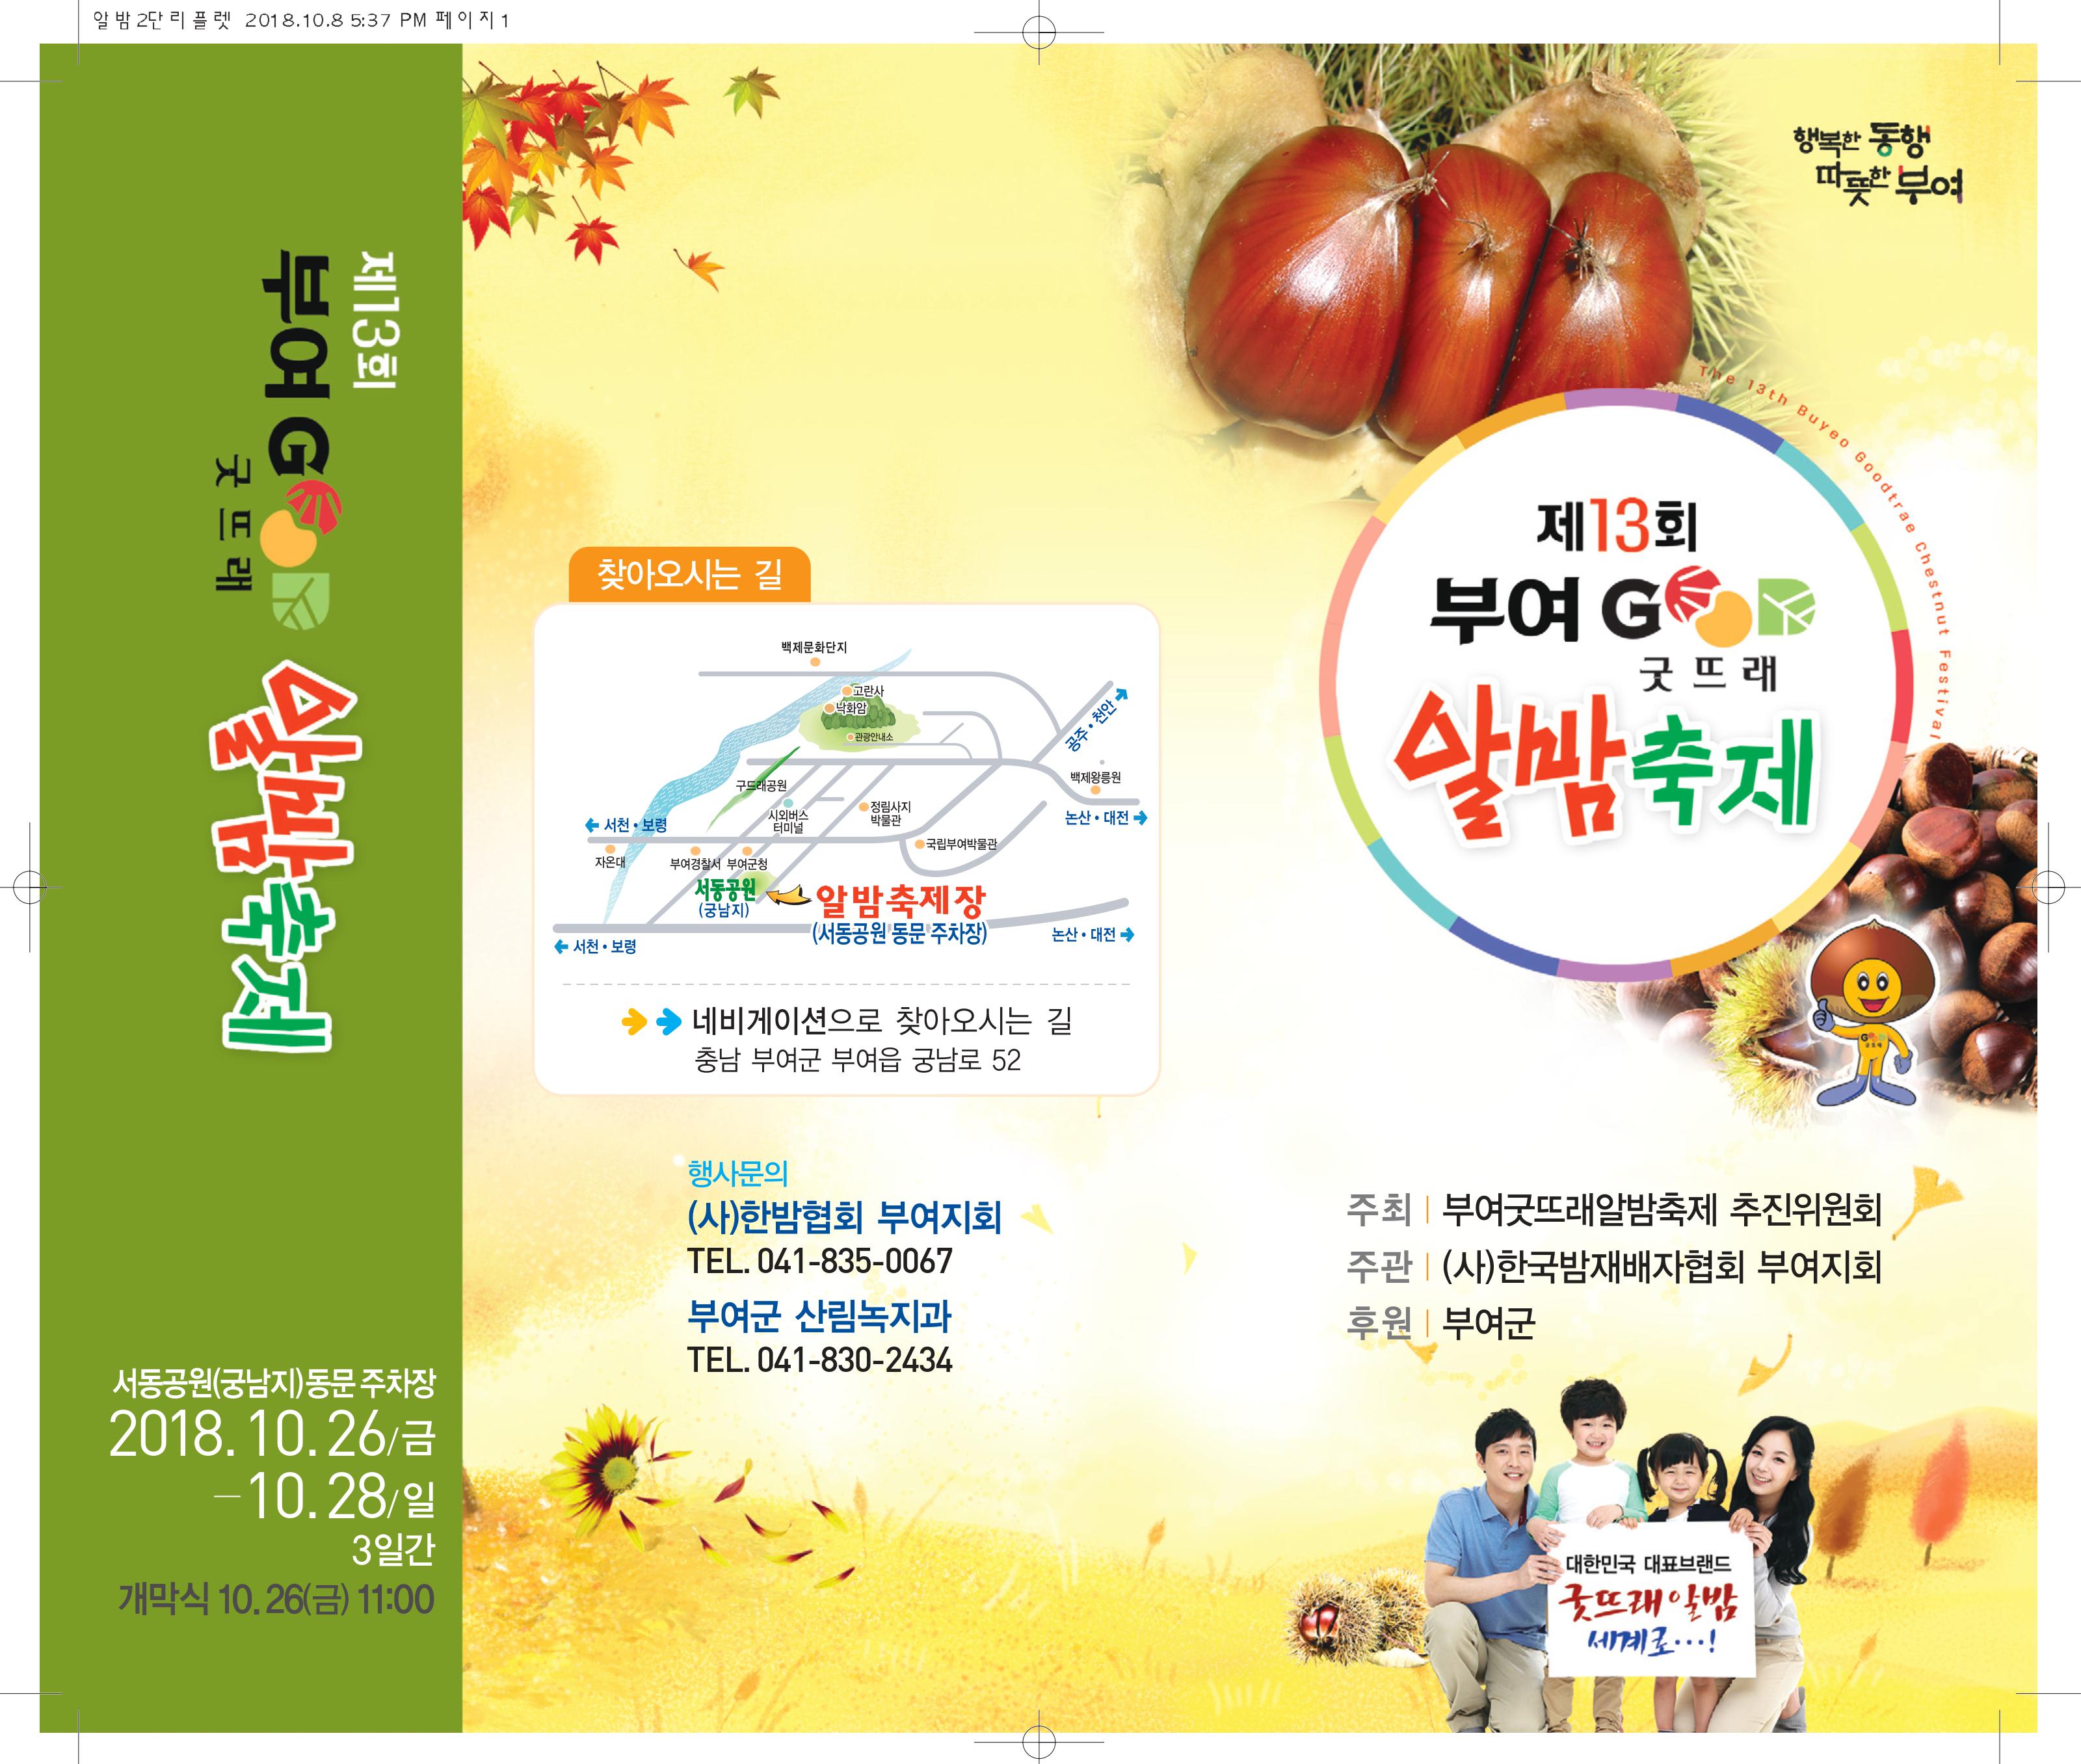 알밤2단리플렛 2018.10.8 5:37 PM 페이지1
제13회
부여 GOOD
굿뜨래
알밤축제
서동공원(궁남지)동문 주차장
2018. 10. 26/금
-10. 28/일
3일간
개막식 10. 26(금) 11:00
찾아오시는 길
백제문화단지
고란사
낙화암
관광안내소
공주·천안
구드래공원
백제왕릉원
시외버스
터미널
정림사지
박물관
논산·대전
서천·보령
자온대
부여경찰서 부여군청
국립부여박물관
서동공원
(궁남지)
알밤축제장
(서동공원 동문 주차장)
서천·보령
논산·대전
네비게이션으로 찾아오시는 길
충남 부여군 부여읍 궁남로 52
행사문의
(사)한밤협회 부여지회
TEL. 041-835-0067
부여군 산림녹지과
TEL. 041-830-2434
행복한 동행
따뜻한 부여
The 13th Buyeo Goodtrae Chestnut Festival
제13회
부여 GOOD
굿뜨래
알밤축제
GOOD
굿뜨래
주최 | 부여굿뜨래알밤축제 추진위원회
주관 | (사)한국밤재배자협회 부여지회
후원 | 부여군
대한민국 대표브랜드
굿뜨래알밤
세계로···!